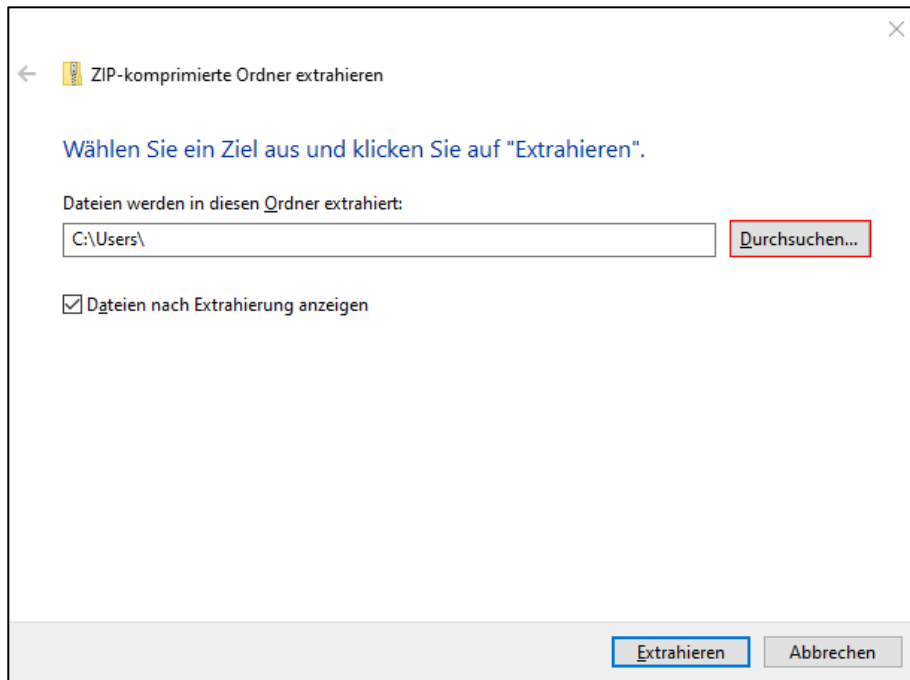 ZIP-komprimierte Ordner extrahieren
Wählen Sie ein Ziel aus und klicken Sie auf "Extrahieren".
Dateien werden in diesen Ordner extrahiert:
C:\Users\
Durchsuchen...
Dateien nach Extrahierung anzeigen
Extrahieren
Abbrechen